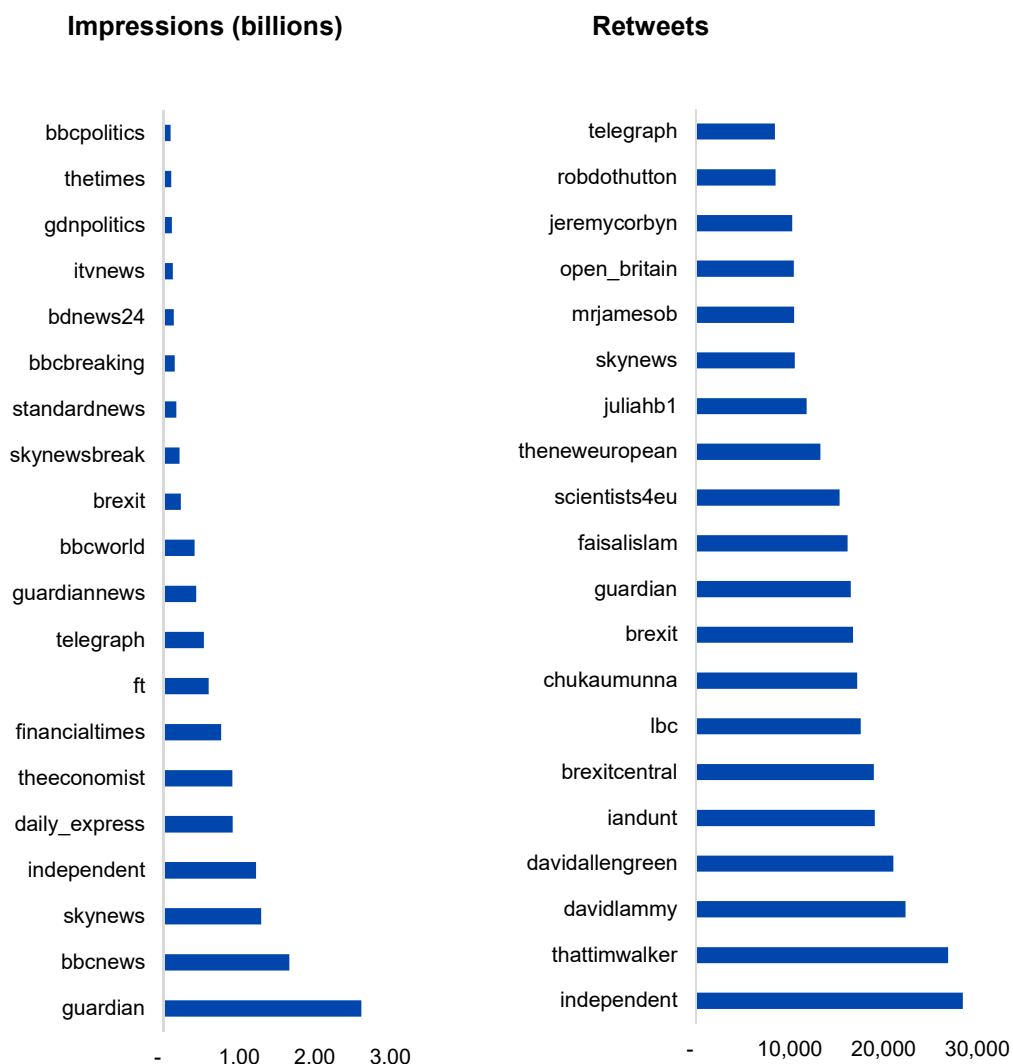 Impressions (billions)
bbcpolitics
thetimes
gdnpolitics
itvnews
bdnews24
bbcbreaking
standardnews
skynewsbreak
brexit
bbcworld
guardiannews
telegraph
ft
financialtimes
theeconomist
daily_express
independent
skynews
bbcnews
guardian
- 1.00 2.00 3.00
Retweets
telegraph
robdothutton
jeremycorbyn
open_britain
mrjamesob
skynews
juliahb1
theneweuropean
scientists4eu
faisalislam
guardian
brexit
chukaumunna
lbc
brexitcentral
iandunt
davidallengreen
davidlammy
thattimwalker
independent
- 10,000 20,000 30,000